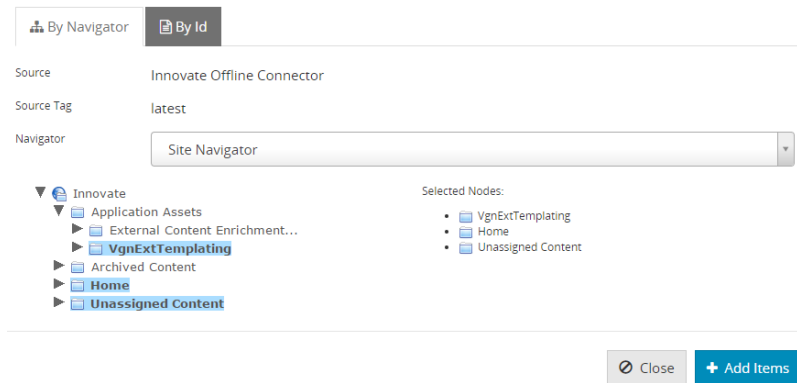 By Navigator
By Id
Source
Innovate Offline Connector
Source Tag
latest
Navigator
Site Navigator
Innovate
Application Assets
External Content Enrichment...
VgnExtTemplating
Archived Content
Home
Unassigned Content
Selected Nodes:
VgnExtTemplating
Home
Unassigned Content
Close
Add Items